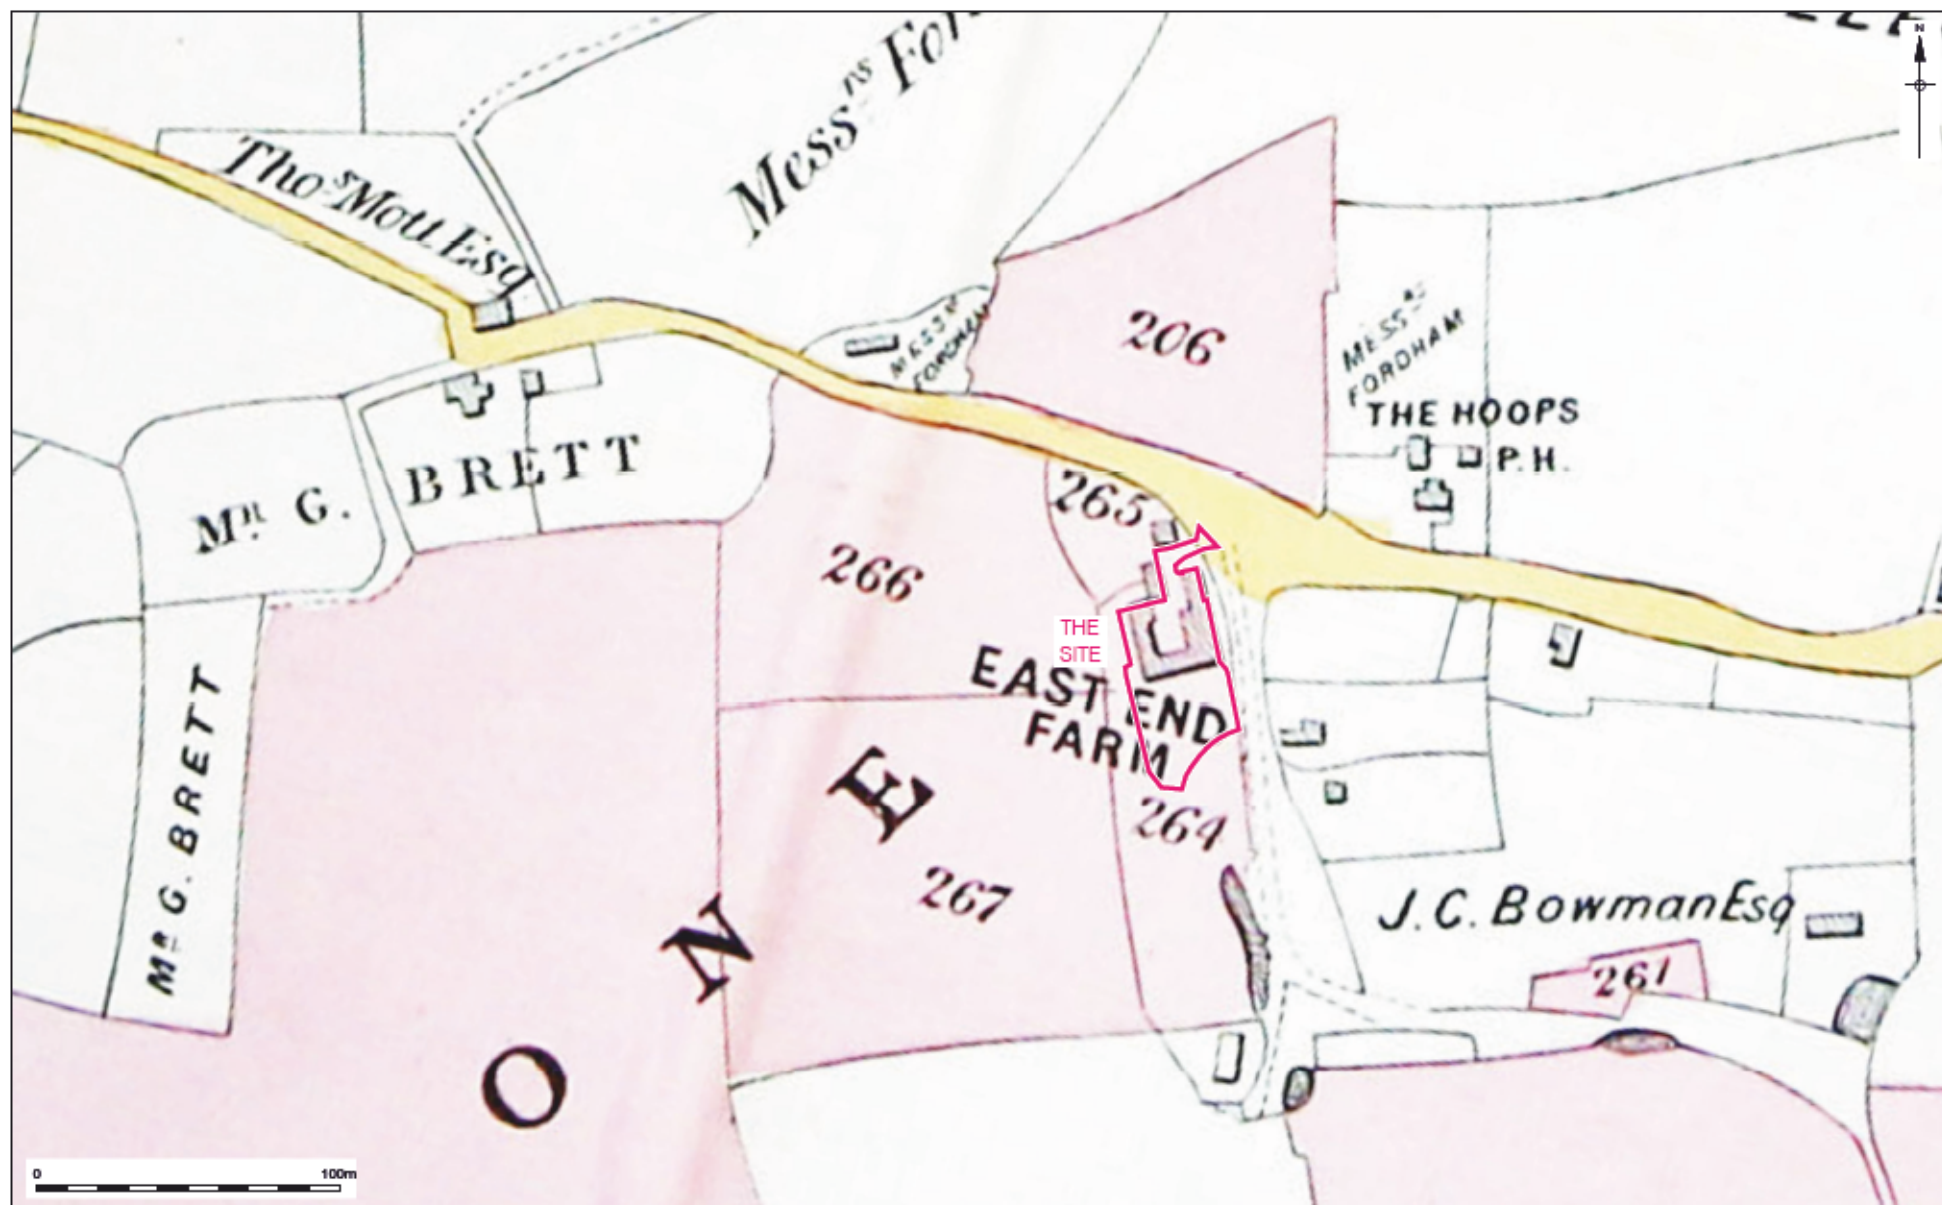 N
Thoˢ Mott Esq
Messʳˢ
MESSᴿˢ
FORDHAM
206
MESSᴿˢ
FORDHAM
THE HOOPS
P.H.
265
Mᴿ G. BRETT
266
THE
SITE
EAST END
FARM
264
E
267
Mᴿ G. BRETT
N
J.C. Bowman Esq
261
O
0 100m